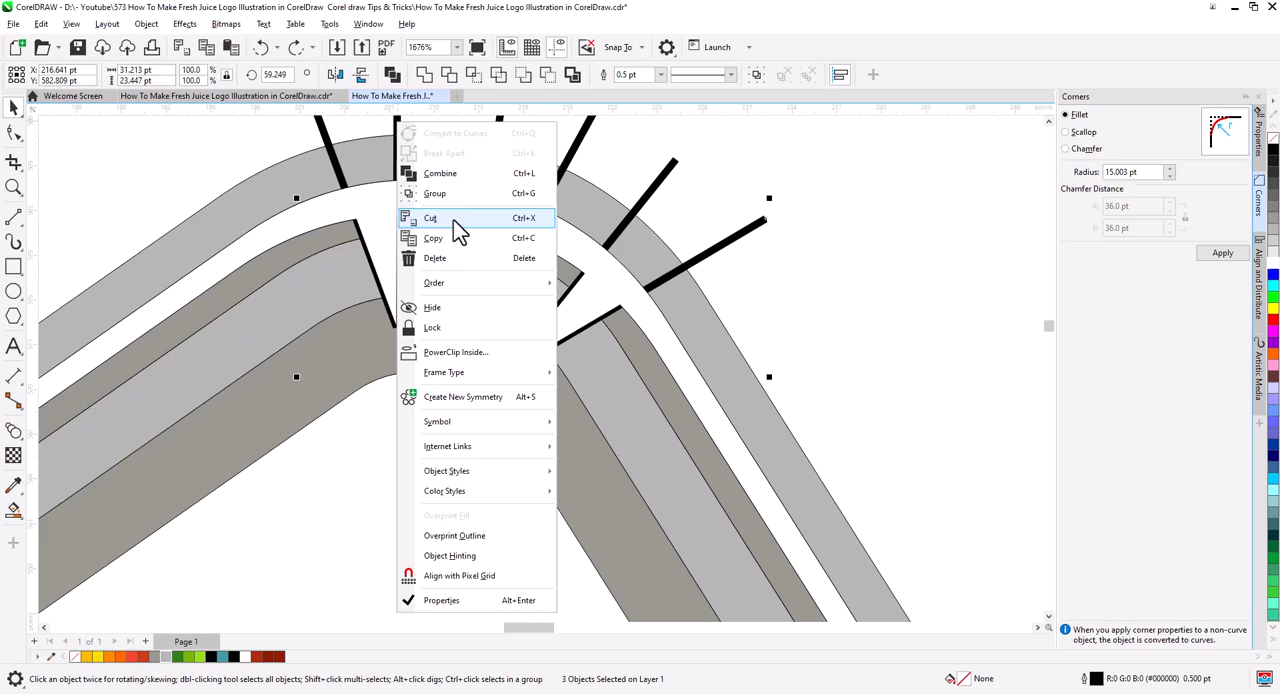 CorelDRAW - D:\- Youtube\573 How To Make Fresh Juice Logo Illustration in CorelDraw Corel draw Tips & Tricks\How To Make Fresh Juice Illustration in CorelDraw.cdr*
File Edit View Layout Object Effects Bitmaps Text Table Tools Window Help
PDF 1676% Snap To Launch
X: 216.641 pt 31.213 pt 100.0 % 59.249 0.5 pt
Y: 582.809 pt 23.447 pt 100.0 %
Welcome Screen How To Make Fresh Juice Logo Illustration in CorelDraw.cdr* How To Make Fresh J...*
Corners
Fillet
Scallop
Chamfer
Radius: 15.003 pt
Chamfer Distance
A: 36.0 pt
B: 36.0 pt
Apply
Properties
Corners
Align and Distribute
Artistic Media
Convert to Curves Ctrl+Q
Break Apart Ctrl+K
Combine Ctrl+L
Group Ctrl+G
Cut Ctrl+X
Copy Ctrl+C
Delete Delete
Order
Hide
Lock
PowerClip Inside...
Frame Type
Create New Symmetry Alt+S
Symbol
Internet Links
Object Styles
Color Styles
Overprint Fill
Overprint Outline
Object Hinting
Align with Pixel Grid
Properties Alt+Enter
When you apply corner properties to a non-curve
object, the object is converted to curves.
1 of 1 Page 1
Click an object twice for rotating/skewing; dbl-clicking tool selects all objects; Shift+click multi-selects; Alt+click digs; Ctrl+click selects in a group 3 Objects Selected on Layer 1 None R:0 G:0 B:0 (#000000) 0.500 pt